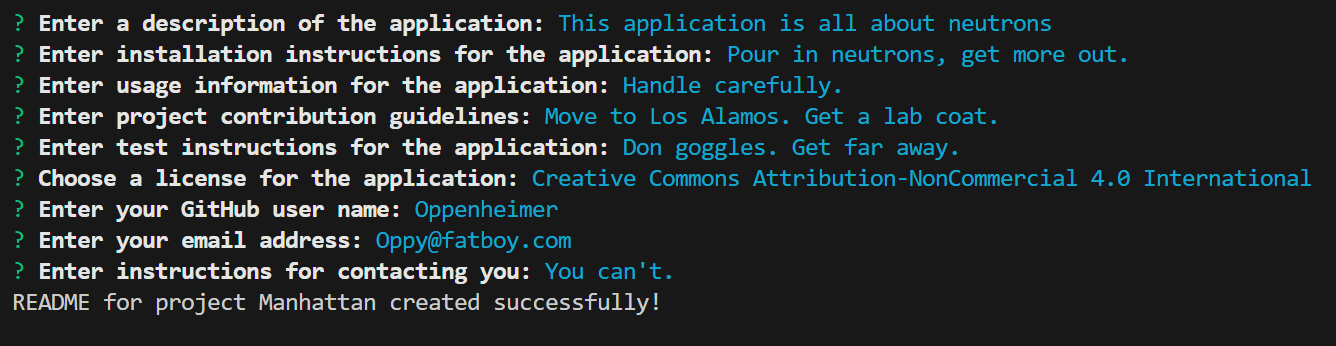 ? Enter a description of the application: This application is all about neutrons
? Enter installation instructions for the application: Pour in neutrons, get more out.
? Enter usage information for the application: Handle carefully.
? Enter project contribution guidelines: Move to Los Alamos. Get a lab coat.
? Enter test instructions for the application: Don goggles. Get far away.
? Choose a license for the application: Creative Commons Attribution-NonCommercial 4.0 International
? Enter your GitHub user name: Oppenheimer
? Enter your email address: Oppy@fatboy.com
? Enter instructions for contacting you: You can't.
README for project Manhattan created successfully!